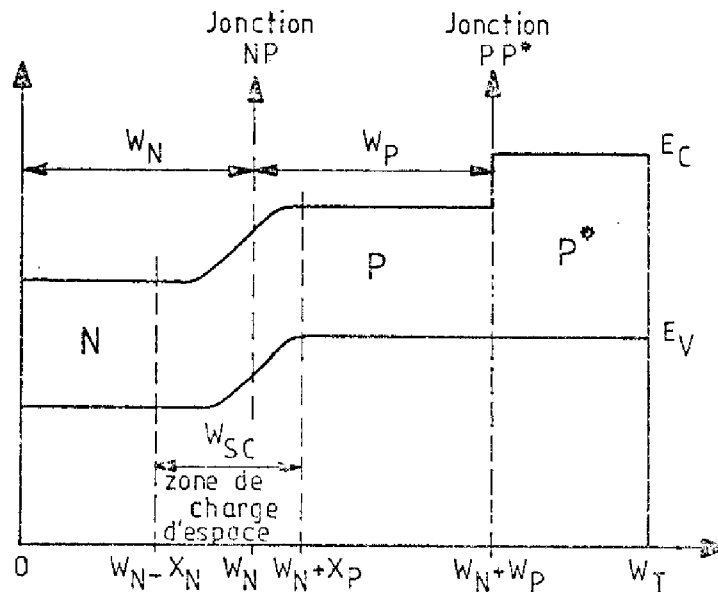 Jonction
NP
Jonction
PP*
W_N
W_P
E_C
P
P*
N
E_V
W_SC
zone de
charge
d'espace
0
W_N-X_N
W_N
W_N+X_P
W_N+W_P
W_T